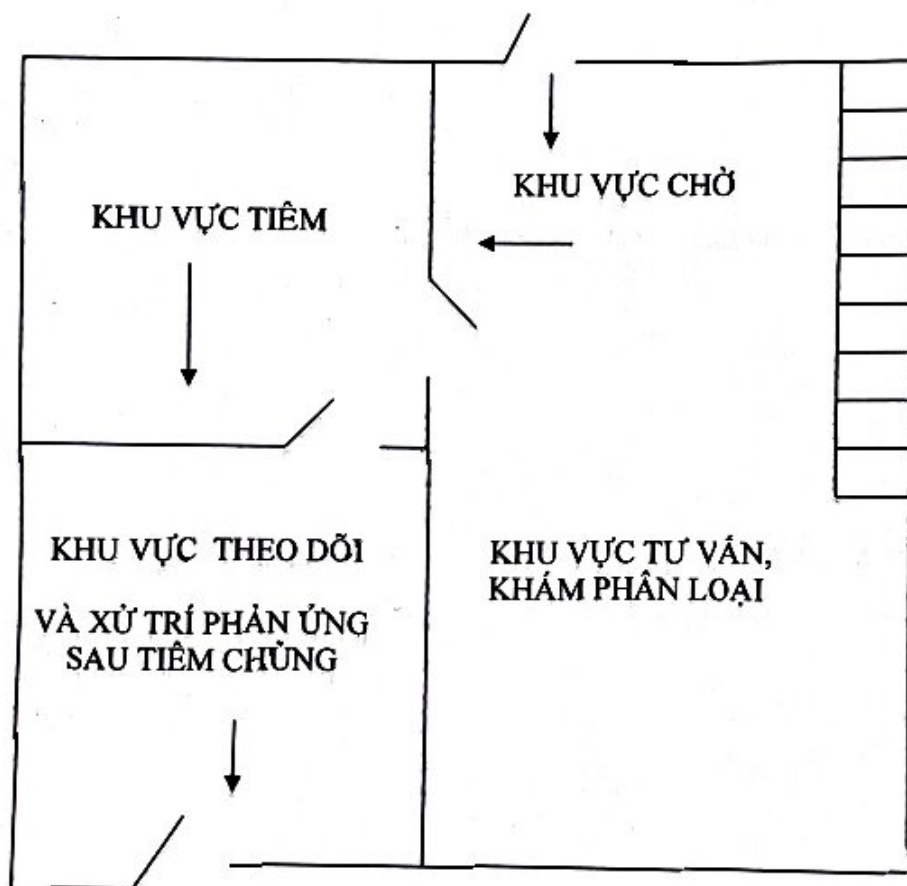 KHU VỰC CHỜ
KHU VỰC TIÊM
KHU VỰC THEO DÕI
VÀ XỬ TRÍ PHẢN ỨNG
SAU TIÊM CHỦNG
KHU VỰC TƯ VẤN,
KHÁM PHÂN LOẠI